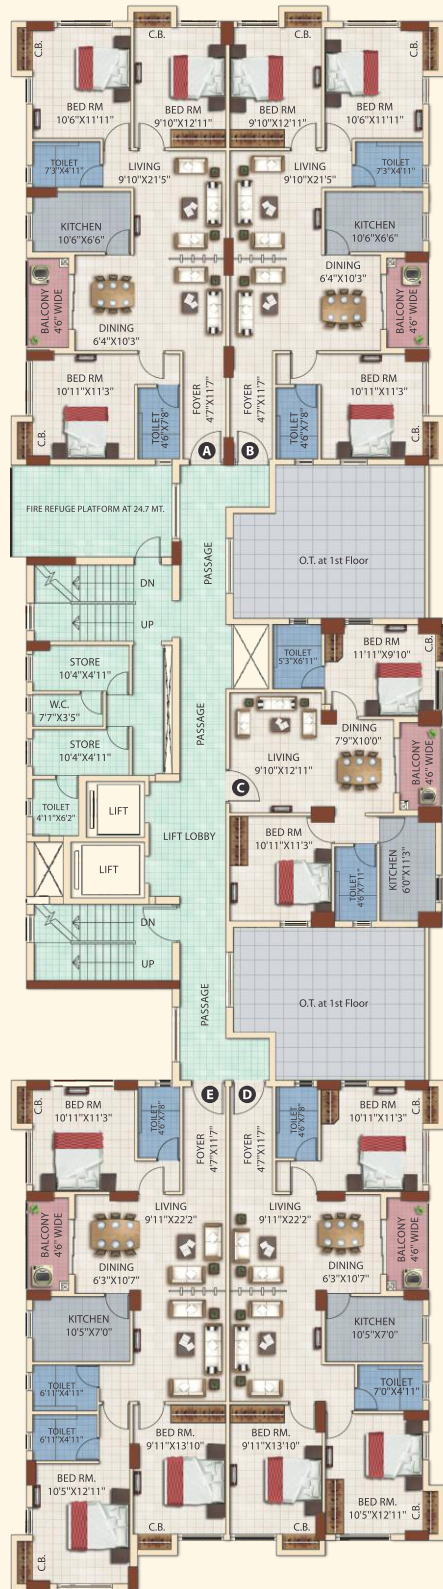 C.B.
C.B.
C.B.
C.B.
BED RM
10'6"X11'11"
BED RM
9'10"X12'11"
BED RM
9'10"X12'11"
BED RM
10'6"X11'11"
TOILET
7'3"X4'11"
LIVING
9'10"X21'5"
LIVING
9'10"X21'5"
TOILET
7'3"X4'11"
KITCHEN
10'6"X6'6"
KITCHEN
10'6"X6'6"
BALCONY
4'6" WIDE
DINING
6'4"X10'3"
DINING
6'4"X10'3"
BALCONY
4'6" WIDE
BED RM
10'11"X11'3"
C.B.
TOILET
4'6"X7'8"
FOYER
4'7"X11'7"
FOYER
4'7"X11'7"
TOILET
4'6"X7'8"
BED RM
10'11"X11'3"
C.B.
A
B
FIRE REFUGE PLATFORM AT 24.7 MT.
PASSAGE
O.T. at 1st Floor
DN
UP
STORE
10'4"X4'11"
TOILET
5'3"X6'11"
BED RM
11'11"X9'10"
C.B.
W.C.
7'7"X3'5"
PASSAGE
STORE
10'4"X4'11"
LIVING
9'10"X12'11"
DINING
7'9"X10'0"
BALCONY
4'6" WIDE
C
TOILET
4'11"X6'2"
LIFT
LIFT
LIFT LOBBY
BED RM
10'11"X11'3"
TOILET
4'6"X7'11"
KITCHEN
6'0"X11'3"
DN
UP
PASSAGE
O.T. at 1st Floor
E
D
C.B.
BED RM
10'11"X11'3"
TOILET
4'6"X7'8"
FOYER
4'7"X11'7"
FOYER
4'7"X11'7"
TOILET
4'6"X7'8"
BED RM
10'11"X11'3"
C.B.
BALCONY
4'6" WIDE
LIVING
9'11"X22'2"
LIVING
9'11"X22'2"
BALCONY
4'6" WIDE
DINING
6'3"X10'7"
DINING
6'3"X10'7"
KITCHEN
10'5"X7'0"
KITCHEN
10'5"X7'0"
TOILET
6'11"X4'11"
TOILET
7'0"X4'11"
TOILET
6'11"X4'11"
BED RM.
9'11"X13'10"
BED RM.
9'11"X13'10"
BED RM.
10'5"X12'11"
BED RM.
10'5"X12'11"
C.B.
C.B.
C.B.
C.B.